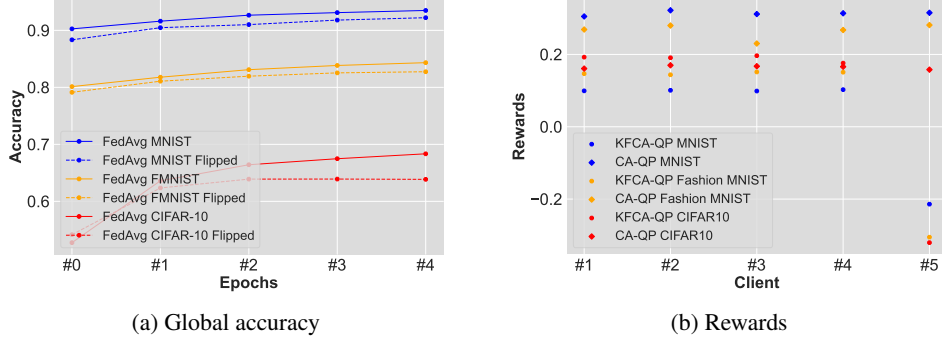 0.9
0.8
0.7
0.6
Accuracy
FedAvg MNIST
FedAvg MNIST Flipped
FedAvg FMNIST
FedAvg FMNIST Flipped
FedAvg CIFAR-10
FedAvg CIFAR-10 Flipped
#0 #1 #2 #3 #4
Epochs
(a) Global accuracy
0.2
0.0
−0.2
Rewards
KFCA-QP MNIST
CA-QP MNIST
KFCA-QP Fashion MNIST
CA-QP Fashion MNIST
KFCA-QP CIFAR10
CA-QP CIFAR10
#1 #2 #3 #4 #5
Client
(b) Rewards